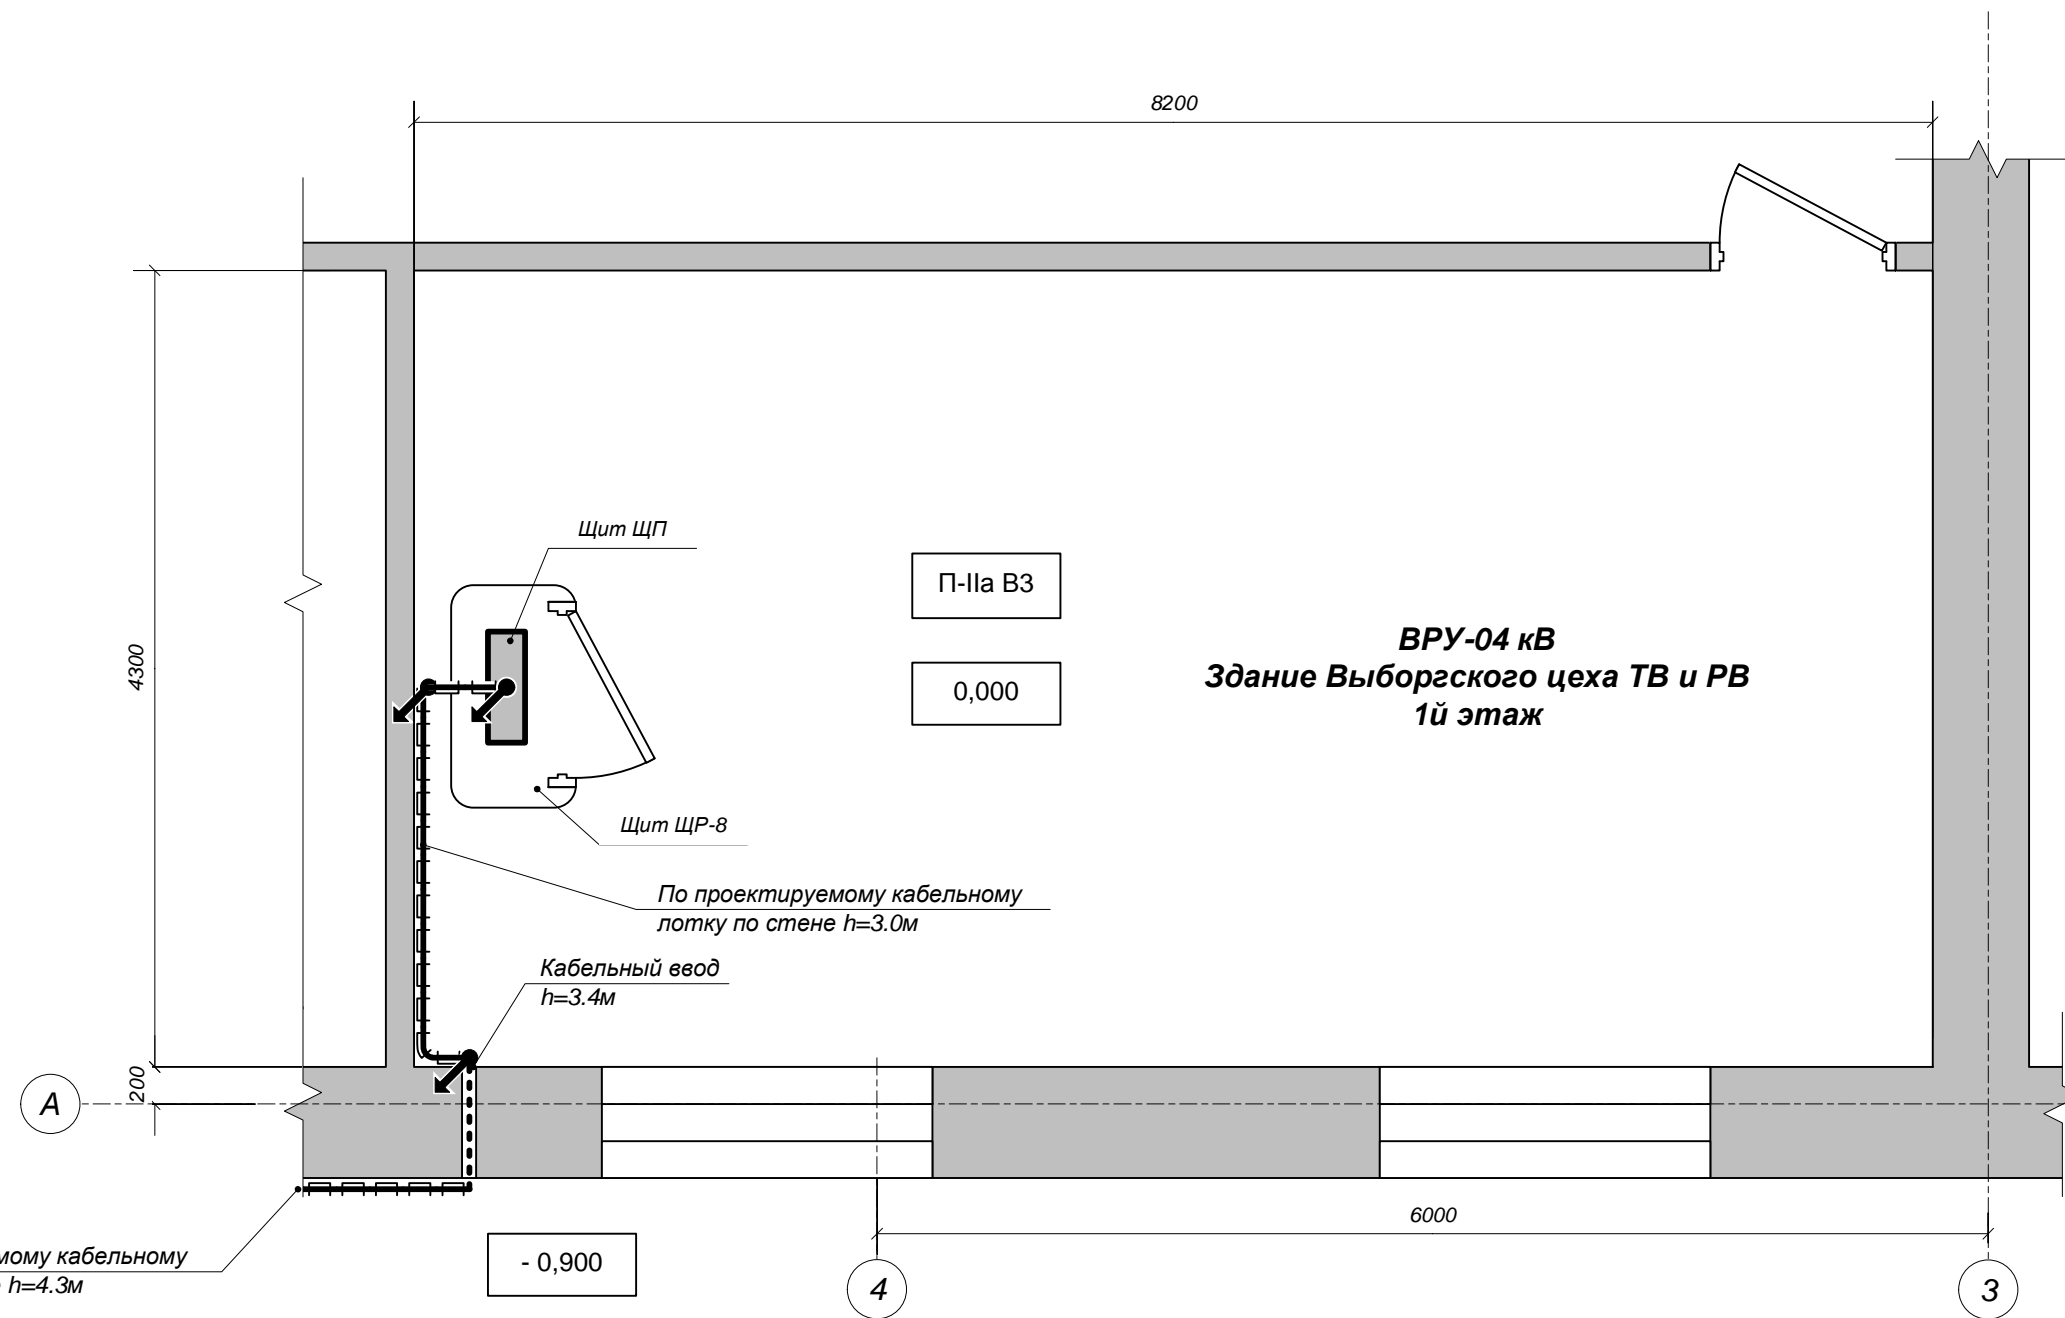 8200
4300
Щит ЩП
П-IIа В3
0,000
ВРУ-04 кВ
Здание Выборгского цеха ТВ и РВ
1й этаж
Щит ЩР-8
По проектируемому кабельному
лотку по стене h=3.0м
Кабельный ввод
h=3.4м
200
А
6000
кабельному
h=4.3м
- 0,900
4
3